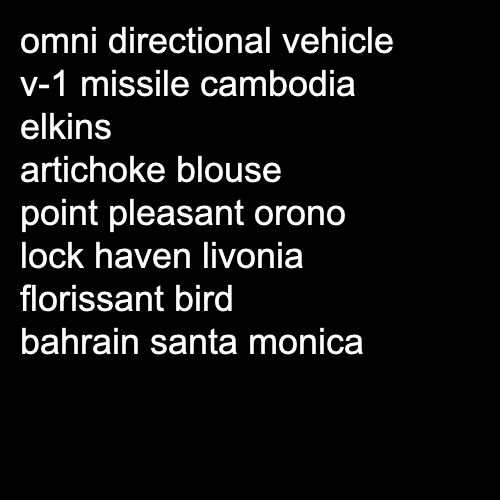 omni directional vehicle
v-1 missile cambodia
elkins
artichoke blouse
point pleasant orono
lock haven livonia
florissant bird
bahrain santa monica